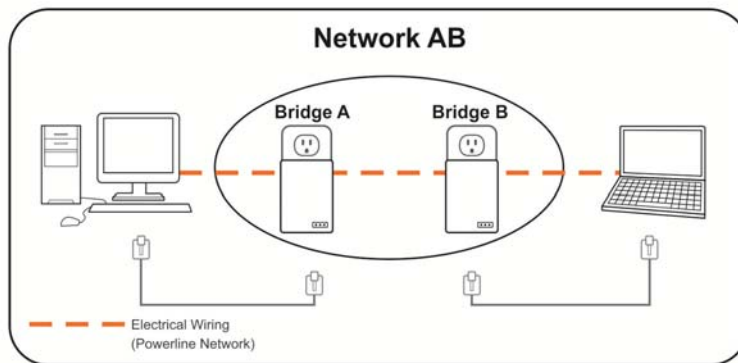 Network AB
Bridge A
Bridge B
Electrical Wiring
(Powerline Network)